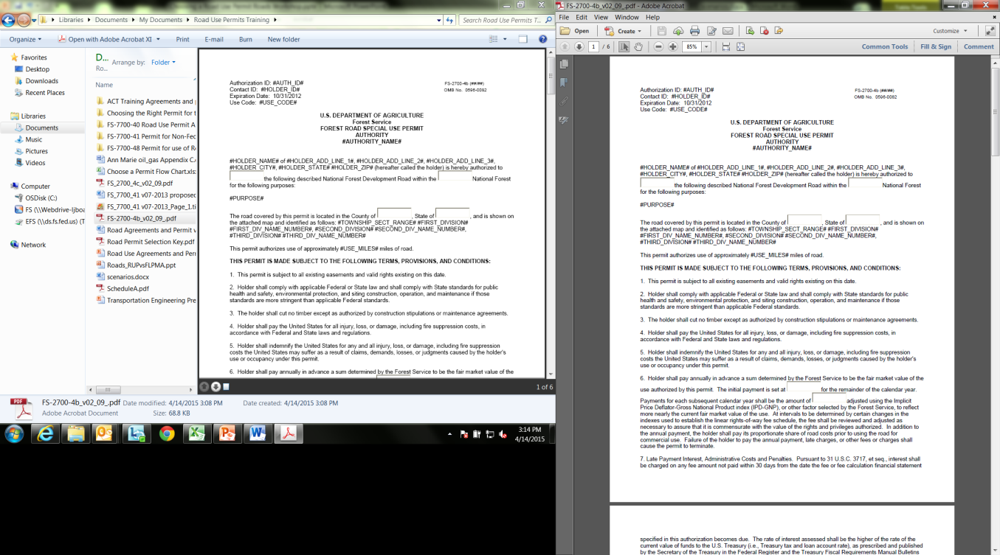 Libraries ▸ Documents ▸ My Documents ▸ Road Use Permits Training ▸
Search Road Use Permits T...
Organize
Open with Adobe Acrobat XI
Print
E-mail
Burn
New folder
Favorites
Desktop
Downloads
Recent Places
Libraries
Documents
Music
Pictures
Videos
Computer
OSDisk (C:)
FS (\\Webdrive-ljboa
EFS (\\ds.fs.fed.us) (T
Network
D...
Ro...
Arrange by: Folder
Name
ACT Training Agreements and p
Choosing the Right Permit for t
FS-7700-40 Road Use Permit A
FS-7700-41 Permit for Non-Fed
FS-7700-48 Permit for use of R
Ann Marie oil_gas Appendix C.
Choose a Permit Flow Chart.xls
FS_2700_4c_v02_09.pdf
FS_7700_41 v07-2013 proposed
FS_7700_41 v07-2013_Page_1.ti
FS-2700-4b_v02_09_.pdf
Road Agreements and Permit v
Road Permit Selection Key.pdf
Road Use Agreements and Perr
Roads_RUPvsFLPMA.ppt
scenarios.docx
ScheduleA.pdf
Transportation Engineering Pre
Authorization ID: #AUTH_ID#
Contact ID: #HOLDER_ID#
Expiration Date: 10/31/2012
Use Code: #USE_CODE#
FS-2700-4b (##/##)
OMB No. 0596-0082
U.S. DEPARTMENT OF AGRICULTURE
Forest Service
FOREST ROAD SPECIAL USE PERMIT
AUTHORITY
#AUTHORITY_NAME#
#HOLDER_NAME# of #HOLDER_ADD_LINE_1#, #HOLDER_ADD_LINE_2#, #HOLDER_ADD_LINE_3#,
#HOLDER_CITY#, #HOLDER_STATE# #HOLDER_ZIP# (hereafter called the holder) is hereby authorized to
the following described National Forest Development Road within the National Forest
for the following purposes:
#PURPOSE#
The road covered by this permit is located in the County of , State of , and is shown on
the attached map and identified as follows: #TOWNSHIP_SECT_RANGE# #FIRST_DIVISION#
#FIRST_DIV_NAME_NUMBER#, #SECOND_DIVISION# #SECOND_DIV_NAME_NUMBER#,
#THIRD_DIVISION# #THIRD_DIV_NAME_NUMBER#
This permit authorizes use of approximately #USE_MILES# miles of road.
THIS PERMIT IS MADE SUBJECT TO THE FOLLOWING TERMS, PROVISIONS, AND CONDITIONS:
1. This permit is subject to all existing easements and valid rights existing on this date.
2. Holder shall comply with applicable Federal or State law and shall comply with State standards for public
health and safety, environmental protection, and siting construction, operation, and maintenance if those
standards are more stringent than applicable Federal standards.
3. The holder shall cut no timber except as authorized by construction stipulations or maintenance agreements.
4. Holder shall pay the United States for all injury, loss, or damage, including fire suppression costs, in
accordance with Federal and State laws and regulations.
5. Holder shall indemnify the United States for any and all injury, loss, or damage, including fire suppression
costs the United States may suffer as a result of claims, demands, losses, or judgments caused by the holder's
use or occupancy under this permit.
6. Holder shall pay annually in advance a sum determined by the Forest Service to be the fair market value of the
1 of 6
FS-2700-4b_v02_09_.pdf Date modified: 4/14/2015 3:08 PM
Date created: 4/14/2015 3:08 PM
Adobe Acrobat Document
Size: 68.8 KB
3:14 PM
4/14/2015
FS-2700-4b_v02_09_.pdf - Adobe Acrobat
File Edit View Window Help
Open
Create
Customize
1 / 6
85%
Common Tools
Fill & Sign
Comment
Authorization ID: #AUTH_ID#
Contact ID: #HOLDER_ID#
Expiration Date: 10/31/2012
Use Code: #USE_CODE#
FS-2700-4b (##/##)
OMB No. 0596-0082
U.S. DEPARTMENT OF AGRICULTURE
Forest Service
FOREST ROAD SPECIAL USE PERMIT
AUTHORITY
#AUTHORITY_NAME#
#HOLDER_NAME# of #HOLDER_ADD_LINE_1#, #HOLDER_ADD_LINE_2#, #HOLDER_ADD_LINE_3#,
#HOLDER_CITY#, #HOLDER_STATE# #HOLDER_ZIP# (hereafter called the holder) is hereby authorized to
the following described National Forest Development Road within the National Forest
for the following purposes:
#PURPOSE#
The road covered by this permit is located in the County of , State of , and is shown on
the attached map and identified as follows: #TOWNSHIP_SECT_RANGE# #FIRST_DIVISION#
#FIRST_DIV_NAME_NUMBER#, #SECOND_DIVISION# #SECOND_DIV_NAME_NUMBER#,
#THIRD_DIVISION# #THIRD_DIV_NAME_NUMBER#
This permit authorizes use of approximately #USE_MILES# miles of road.
THIS PERMIT IS MADE SUBJECT TO THE FOLLOWING TERMS, PROVISIONS, AND CONDITIONS:
1. This permit is subject to all existing easements and valid rights existing on this date.
2. Holder shall comply with applicable Federal or State law and shall comply with State standards for public
health and safety, environmental protection, and siting construction, operation, and maintenance if those
standards are more stringent than applicable Federal standards.
3. The holder shall cut no timber except as authorized by construction stipulations or maintenance agreements.
4. Holder shall pay the United States for all injury, loss, or damage, including fire suppression costs, in
accordance with Federal and State laws and regulations.
5. Holder shall indemnify the United States for any and all injury, loss, or damage, including fire suppression
costs the United States may suffer as a result of claims, demands, losses, or judgments caused by the holder's
use or occupancy under this permit.
6. Holder shall pay annually in advance a sum determined by the Forest Service to be the fair market value of the
use authorized by this permit. The initial payment is set at for the remainder of the calendar year.
Payments for each subsequent calendar year shall be the amount of adjusted using the Implicit
Price Deflator-Gross National Product index (IPD-GNP), or other factor selected by the Forest Service, to reflect
more nearly the current fair market value of the use. At intervals to be determined by certain changes in the
indexes used to establish the linear rights-of-way fee schedule, the fee shall be reviewed and adjusted as
necessary to assure that it is commensurate with the value of the rights and privileges authorized. In addition to
the annual payment, the holder shall pay its proportionate share of road costs prior to using the road for
commercial use. Failure of the holder to pay the annual payment, late charges, or other fees or charges shall
cause the permit to terminate.
7. Late Payment Interest, Administrative Costs and Penalties. Pursuant to 31 U.S.C. 3717, et seq., interest shall
be charged on any fee amount not paid within 30 days from the date the fee or fee calculation financial statement
specified in this authorization becomes due. The rate of interest assessed shall be the higher of the rate of the
current value of funds to the U.S. Treasury (i.e., Treasury tax and loan account rate), as prescribed and published
by the Secretary of the Treasury in the Federal Register and the Treasury Fiscal Requirements Manual Bulletins